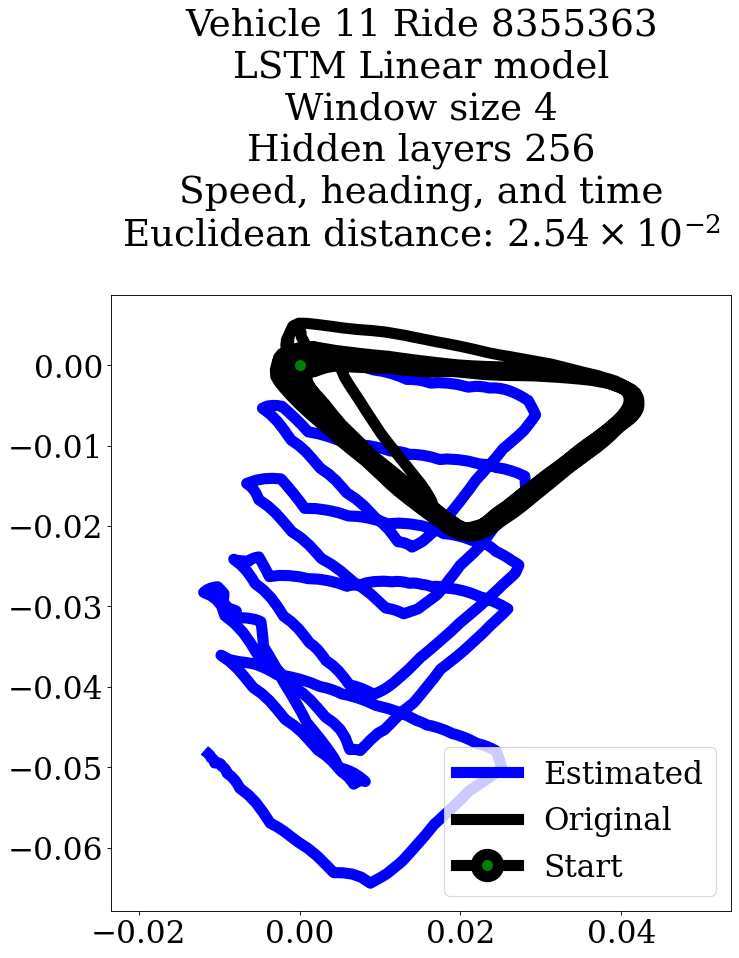 Vehicle 11 Ride 8355363
LSTM Linear model
Window size 4
Hidden layers 256
Speed, heading, and time
Euclidean distance: 2.54 × 10⁻²
0.00
−0.01
−0.02
−0.03
−0.04
−0.05
−0.06
Estimated
Original
Start
−0.02 0.00 0.02 0.04